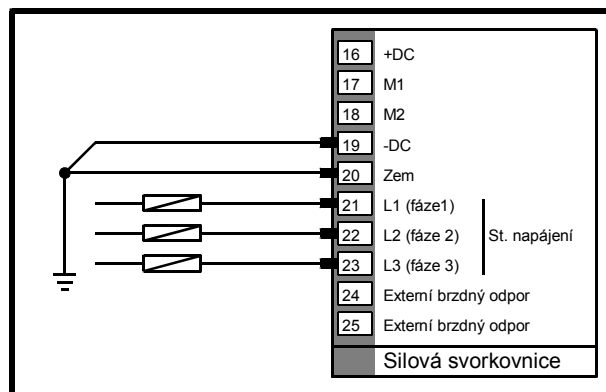 16 +DC
17 M1
18 M2
19 -DC
20 Zem
21 L1 (fáze1)
22 L2 (fáze 2) St. napájení
23 L3 (fáze 3)
24 Externí brzdný odpor
25 Externí brzdný odpor
Silová svorkovnice